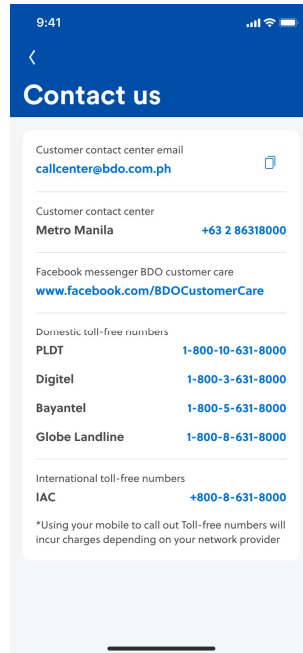 9:41
Contact us
Customer contact center email
callcenter@bdo.com.ph
Customer contact center
Metro Manila +63 2 86318000
Facebook messenger BDO customer care
www.facebook.com/BDOCustomerCare
Domestic toll-free numbers
PLDT 1-800-10-631-8000
Digitel 1-800-3-631-8000
Bayantel 1-800-5-631-8000
Globe Landline 1-800-8-631-8000
International toll-free numbers
IAC +800-8-631-8000
*Using your mobile to call out Toll-free numbers will
incur charges depending on your network provider